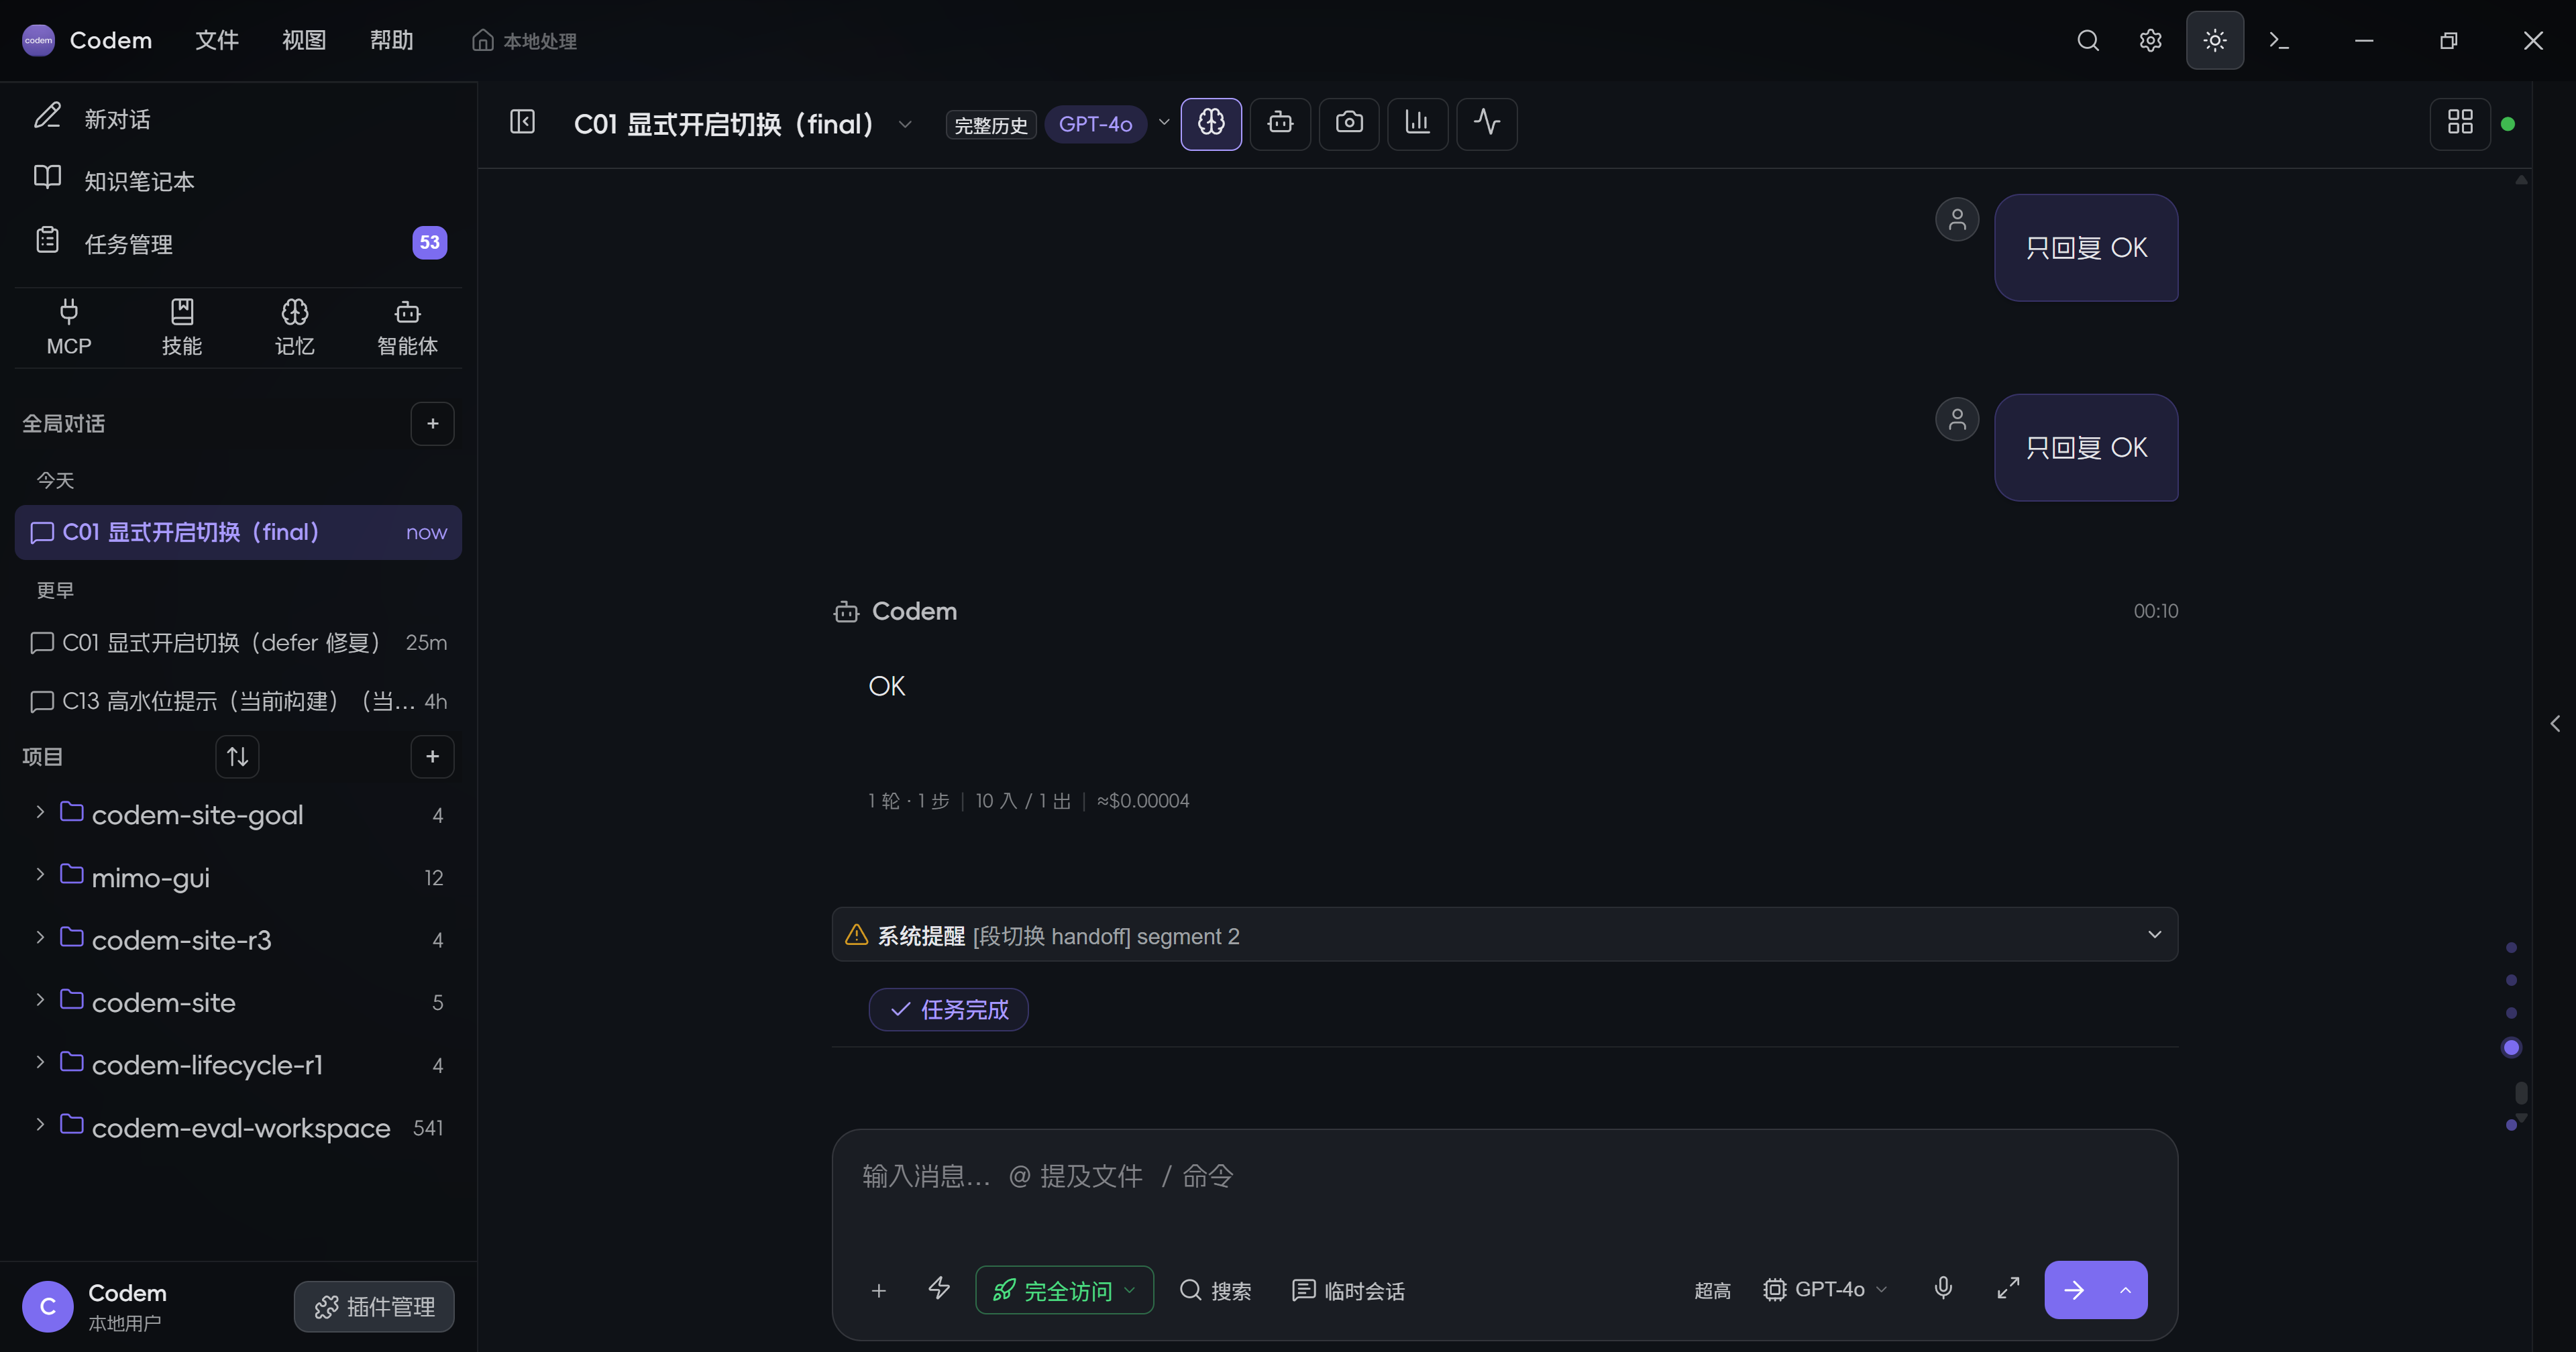 codem Codem 文件 视图 帮助 本地处理
新对话
知识笔记本
任务管理 53
MCP 技能 记忆 智能体
全局对话 +
今天
C01 显式开启切换（final） now
更早
C01 显式开启切换（defer 修复） 25m
C13 高水位提示（当前构建）（当... 4h
项目 +
codem-site-goal 4
mimo-gui 12
codem-site-r3 4
codem-site 5
codem-lifecycle-r1 4
codem-eval-workspace 541
C Codem
本地用户
插件管理
C01 显式开启切换（final） 完整历史 GPT-4o
只回复 OK
只回复 OK
Codem 00:10
OK
1 轮 · 1 步 | 10 入 / 1 出 | ≈$0.00004
系统提醒 [段切换 handoff] segment 2
任务完成
输入消息... @ 提及文件 / 命令
+ 完全访问 搜索 临时会话 超高 GPT-4o